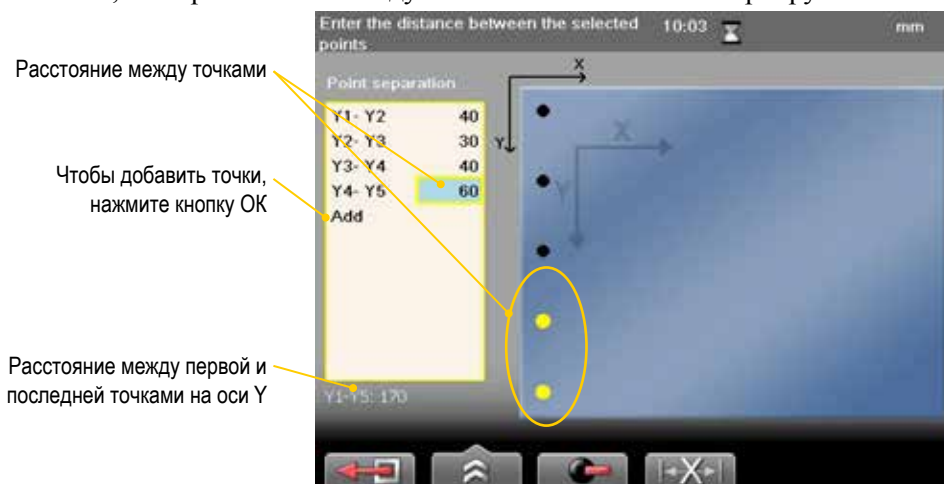 Enter the distance between the selected
points
10:03
mm
Расстояние между точками
Point separation
X
Y1- Y2 40
Y2- Y3 30
Y
X
Y3- Y4 40
Чтобы добавить точки,
нажмите кнопку ОК
Y4- Y5 60
Y
Add
Расстояние между первой и
последней точками на оси Y
Y1-Y5: 170
X